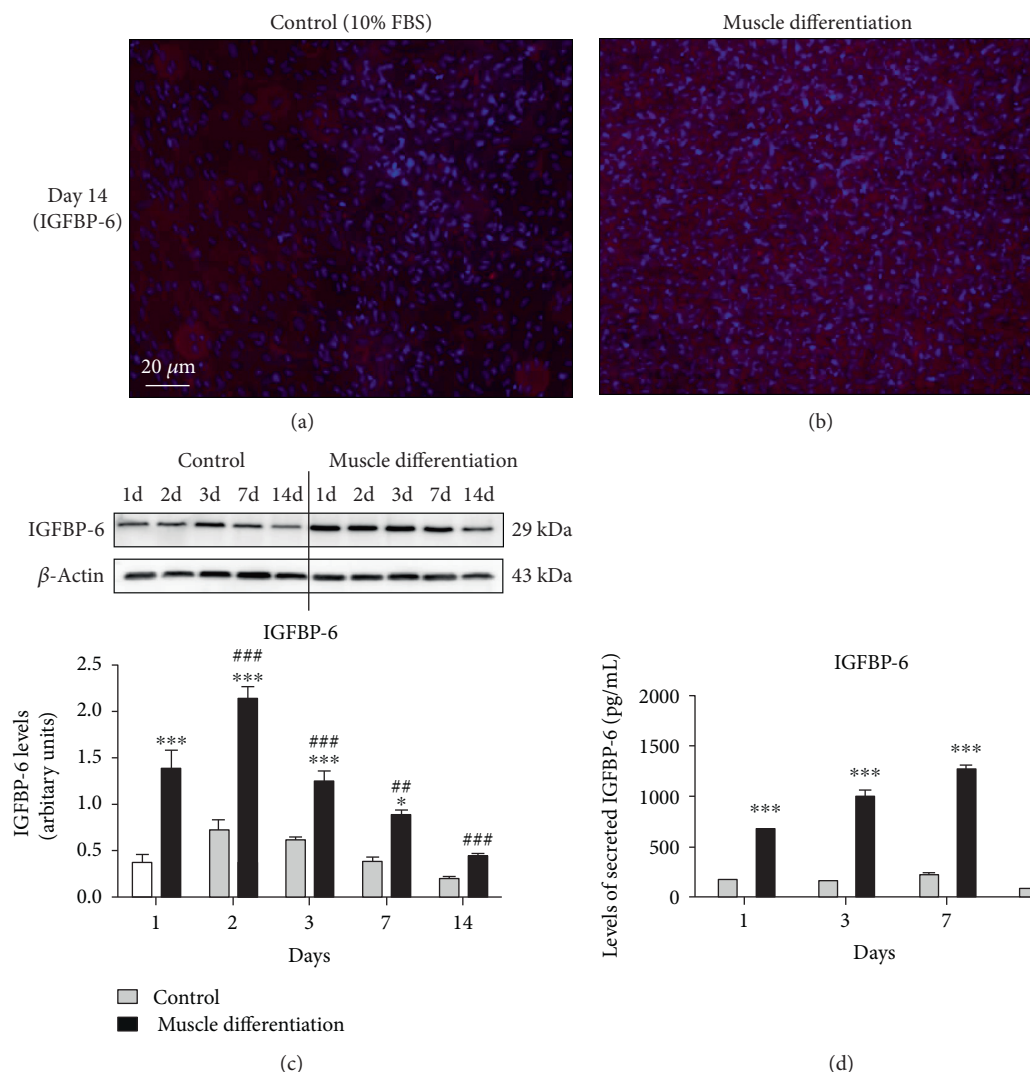 Control (10% FBS)
Muscle differentiation
Day 14
(IGFBP-6)
20 μm
(a)
(b)
Control
Muscle differentiation
1d 2d 3d 7d 14d 1d 2d 3d 7d 14d
IGFBP-6
29 kDa
β-Actin
43 kDa
IGFBP-6
IGFBP-6 levels
(arbitary units)
2.5
2.0
1.5
1.0
0.5
0.0
***
###
***
###
***
##
*
###
1 2 3 7 14
Days
Control
Muscle differentiation
(c)
IGFBP-6
Levels of secreted IGFBP-6 (pg/mL)
2000
1500
1000
500
0
***
***
***
1 3 7
Days
(d)